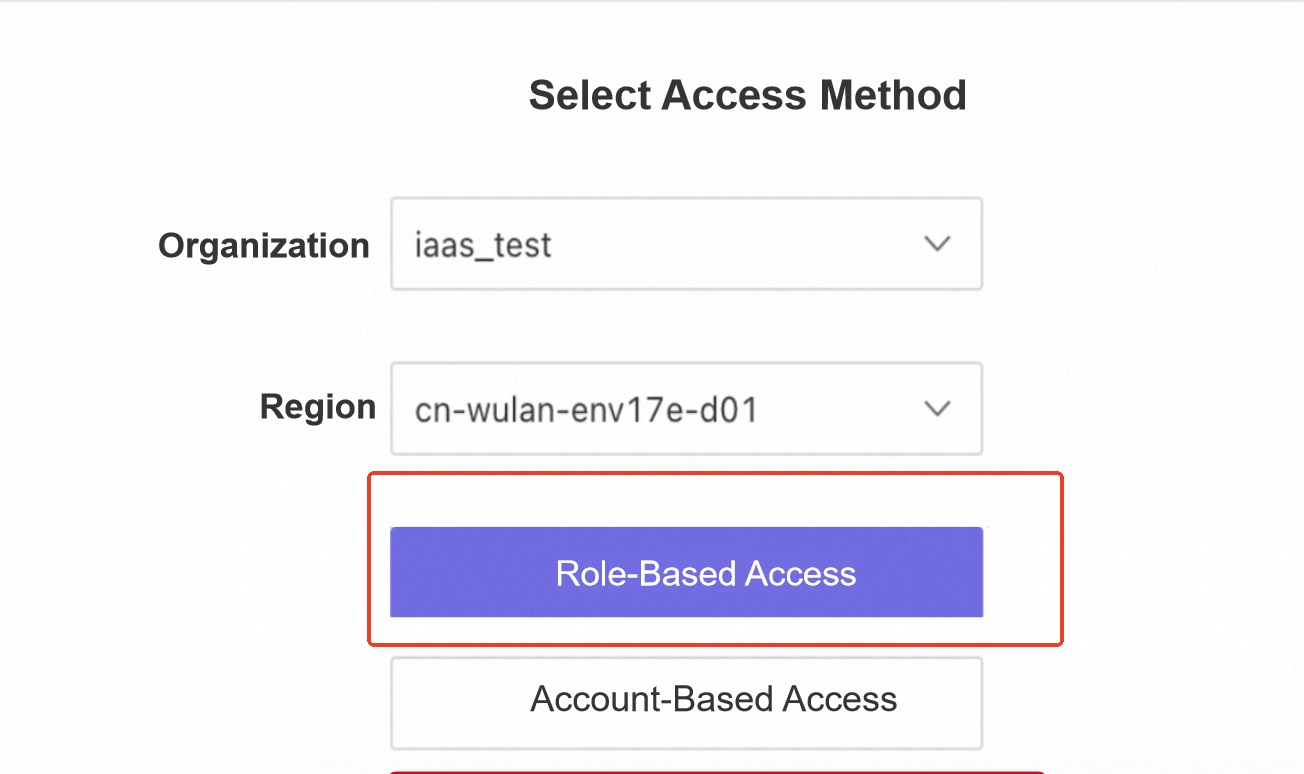 Select Access Method
Organization
iaas_test
Region
cn-wulan-env17e-d01
Role-Based Access
Account-Based Access